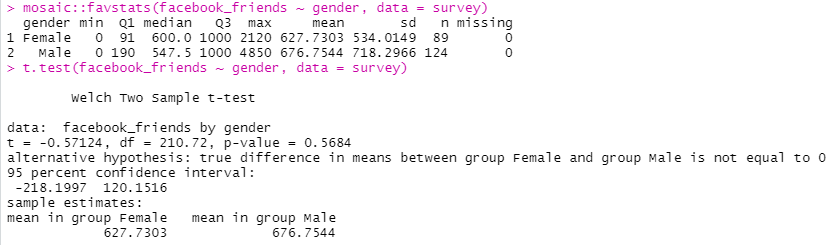 > mosaic::favstats(facebook_friends ~ gender, data = survey)
  gender min  Q1 median   Q3  max     mean       sd   n missing
1 Female   0  91  600.0 1000 2120 627.7303 534.0149  89       0
2   Male   0 190  547.5 1000 4850 676.7544 718.2966 124       0
> t.test(facebook_friends ~ gender, data = survey)
        Welch Two Sample t-test
data:  facebook_friends by gender
t = -0.57124, df = 210.72, p-value = 0.5684
alternative hypothesis: true difference in means between group Female and group Male is not equal to 0
95 percent confidence interval:
 -218.1997  120.1516
sample estimates:
mean in group Female   mean in group Male
            627.7303             676.7544